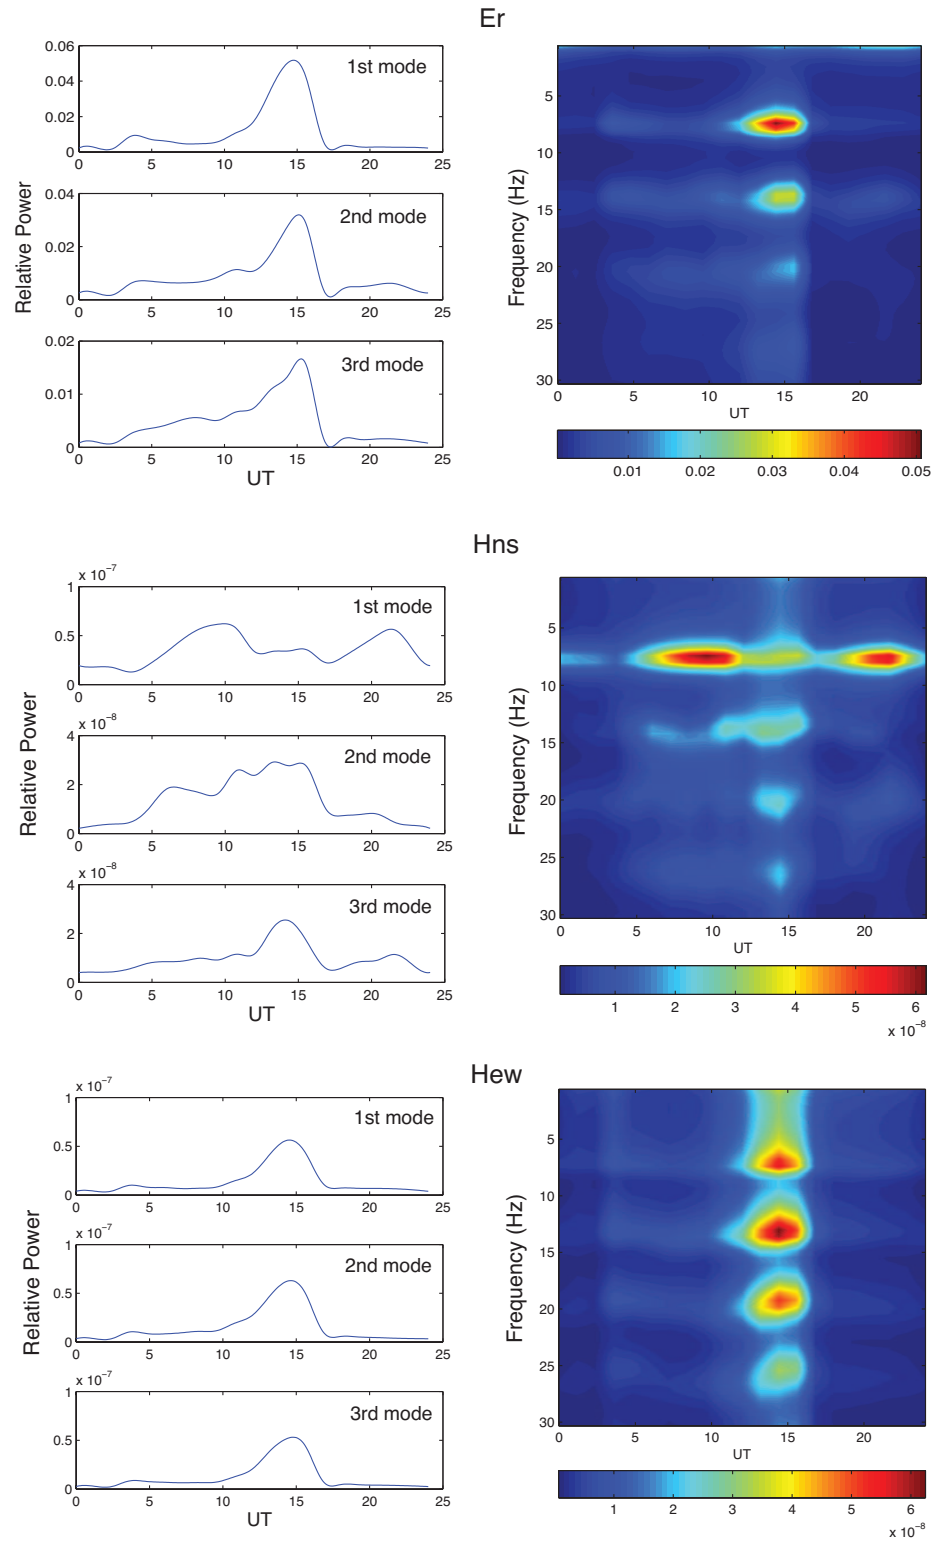 Er
0.06
0.04
0.02
0
1st mode
0 5 10 15 20 25
0.04
0.02
0
2nd mode
0 5 10 15 20 25
0.02
0.01
0
3rd mode
0 5 10 15 20 25
UT
Relative Power
5
10
15
20
25
30
Frequency (Hz)
0 5 10 15 20
UT
0.01 0.02 0.03 0.04 0.05
Hns
x 10⁻⁷
1
0.5
0
1st mode
0 5 10 15 20 25
x 10⁻⁸
4
2
0
2nd mode
0 5 10 15 20 25
x 10⁻⁸
4
2
0
3rd mode
0 5 10 15 20 25
UT
Relative Power
5
10
15
20
25
30
Frequency (Hz)
0 5 10 15 20
UT
1 2 3 4 5 6
x 10⁻⁸
Hew
x 10⁻⁷
1
0.5
0
1st mode
0 5 10 15 20 25
x 10⁻⁷
1
0.5
0
2nd mode
0 5 10 15 20 25
x 10⁻⁷
1
0.5
0
3rd mode
0 5 10 15 20 25
UT
Relative Power
5
10
15
20
25
30
Frequency (Hz)
0 5 10 15 20
UT
1 2 3 4 5 6
x 10⁻⁸